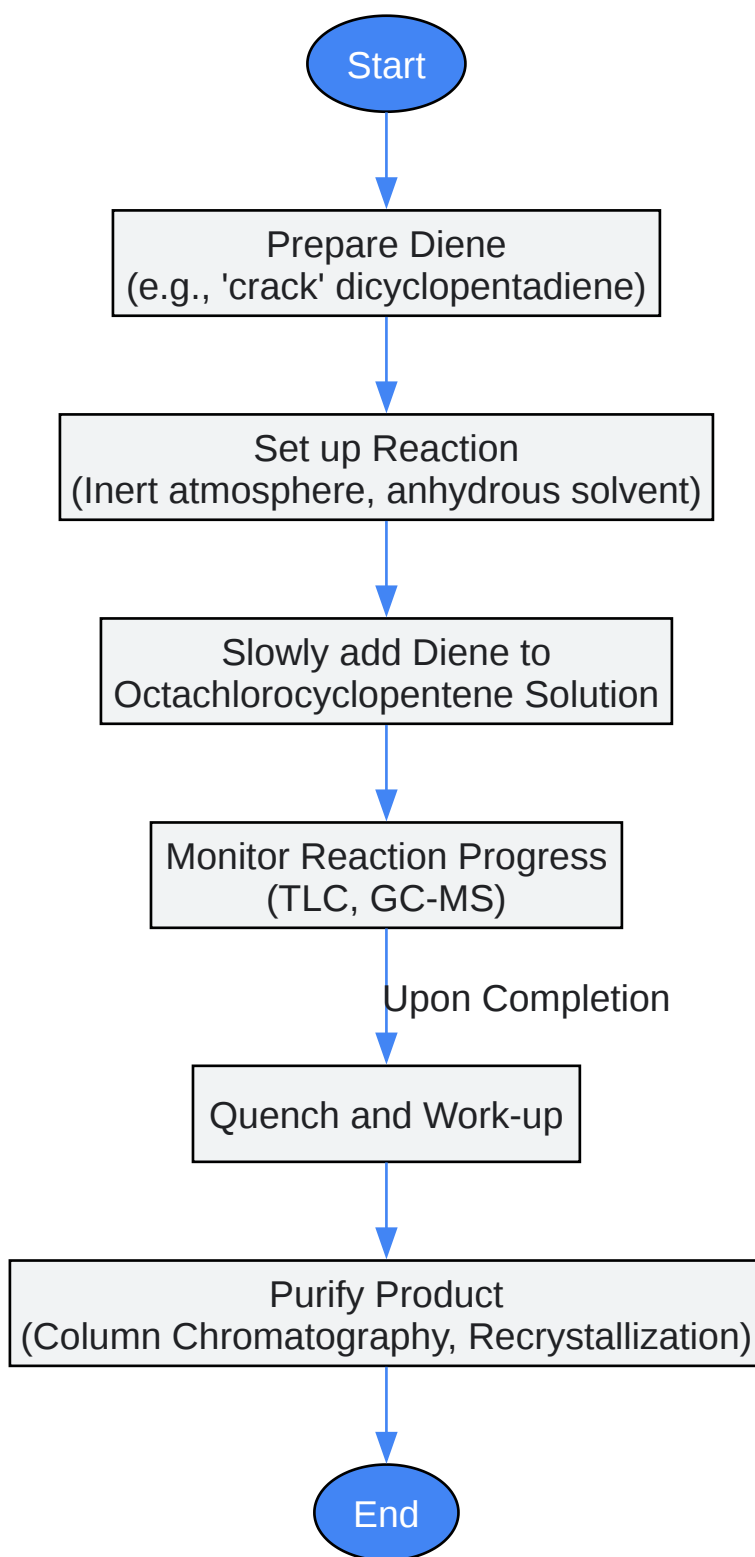 Start
Prepare Diene
(e.g., 'crack' dicyclopentadiene)
Set up Reaction
(Inert atmosphere, anhydrous solvent)
Slowly add Diene to
Octachlorocyclopentene Solution
Monitor Reaction Progress
(TLC, GC-MS)
Upon Completion
Quench and Work-up
Purify Product
(Column Chromatography, Recrystallization)
End